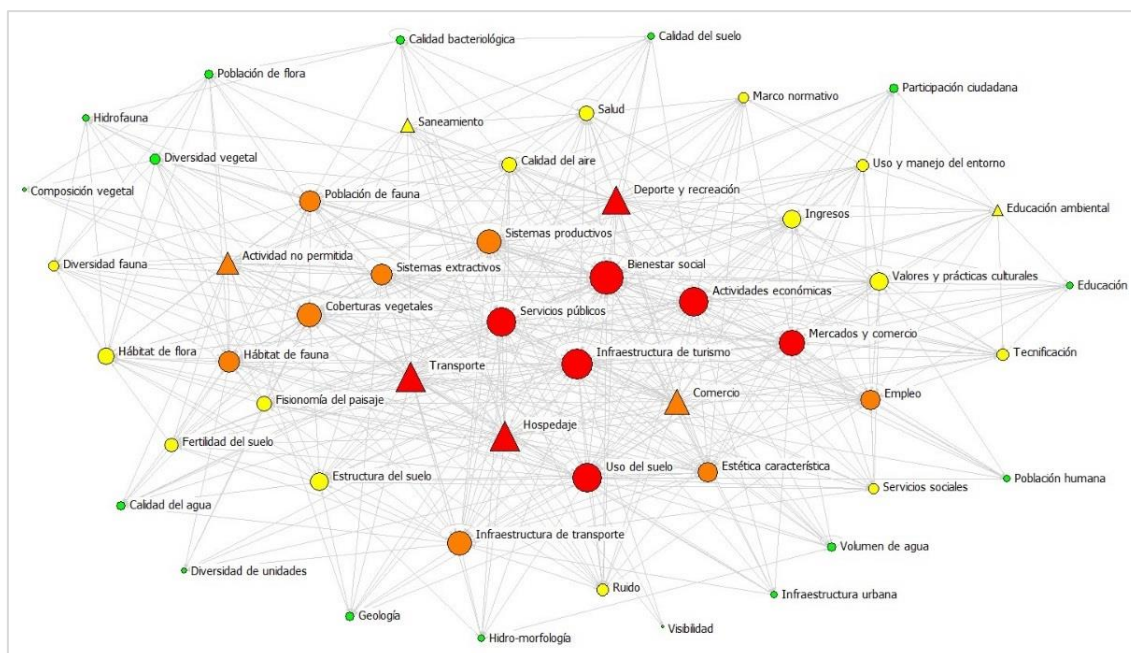 Calidad bacteriológica
Calidad del suelo
Población de flora
Participación ciudadana
Marco normativo
Salud
Hidrofauna
Saneamiento
Diversidad vegetal
Calidad del aire
Uso y manejo del entorno
Composición vegetal
Población de fauna
Deporte y recreación
Educación ambiental
Ingresos
Sistemas productivos
Actividad no permitida
Diversidad fauna
Bienestar social
Sistemas extractivos
Valores y prácticas culturales
Educación
Actividades económicas
Coberturas vegetales
Servicios públicos
Mercados y comercio
Tecnificación
Hábitat de flora
Hábitat de fauna
Infraestructura de turismo
Transporte
Comercio
Empleo
Fisionomía del paisaje
Hospedaje
Fertilidad del suelo
Uso del suelo
Estética característica
Población humana
Estructura del suelo
Servicios sociales
Calidad del agua
Infraestructura de transporte
Volumen de agua
Diversidad de unidades
Ruido
Infraestructura urbana
Geología
Visibilidad
Hidro-morfología